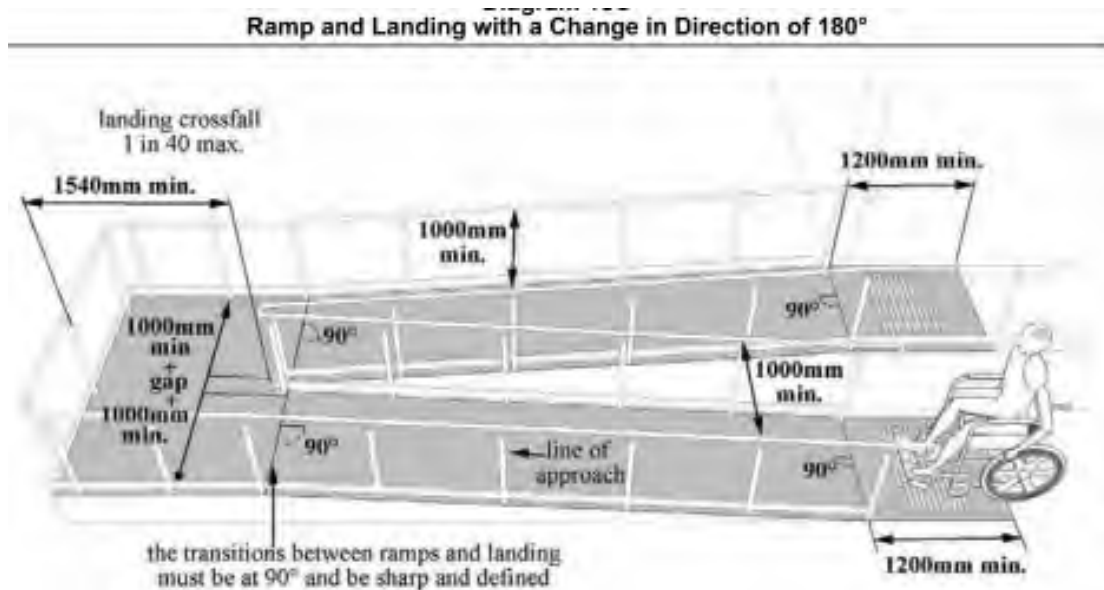 Ramp and Landing with a Change in Direction of 180°
landing crossfall
1 in 40 max.
1540mm min.
1200mm min.
1000mm
min.
90°
90°
1000mm
min
+
gap
+
1000mm
min.
1000mm
min.
90°
line of
approach
90°
the transitions between ramps and landing
must be at 90° and be sharp and defined
1200mm min.